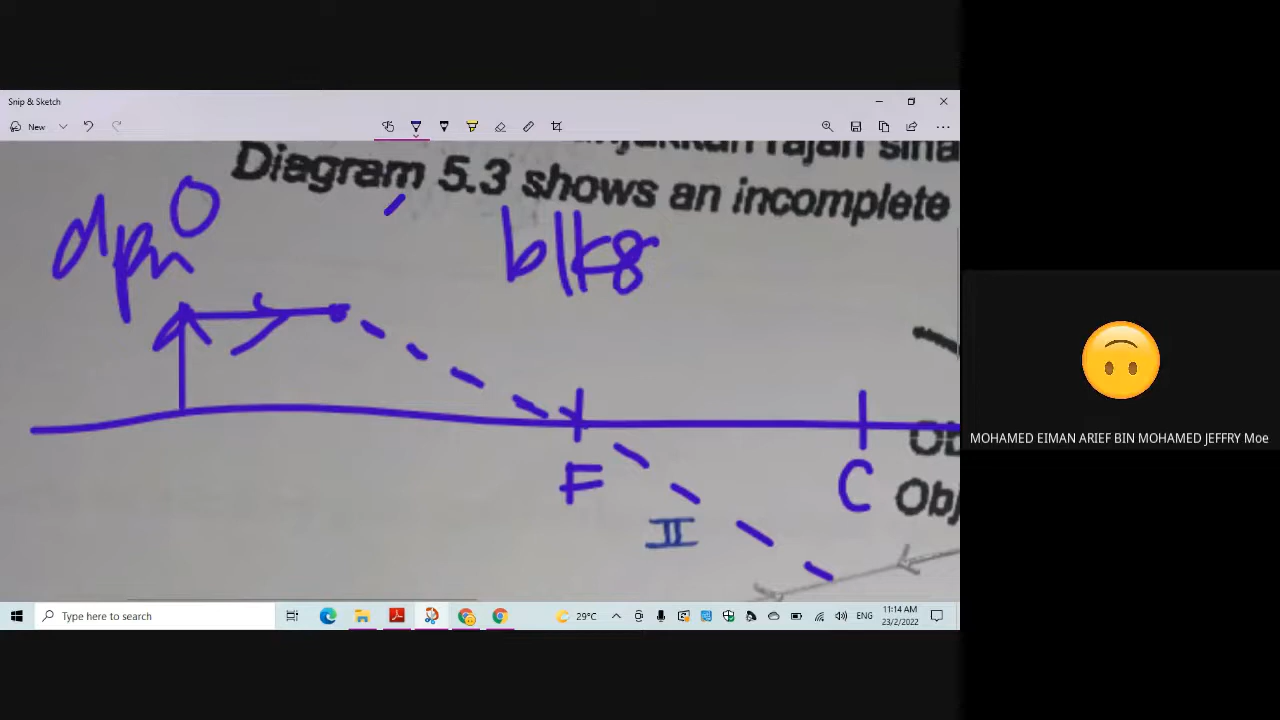 Snip & Sketch
New
Diagram 5.3 shows an incomplete
dpn
O
blkg
F
C
II
Obj
Type here to search
29°C
ENG
11:14 AM
23/2/2022
MOHAMED EIMAN ARIEF BIN MOHAMED JEFFRY Moe